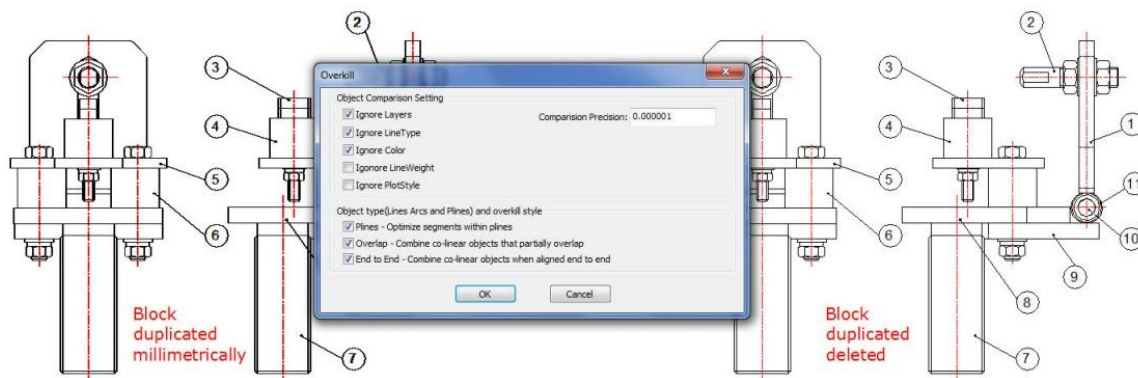 2
3
4
5
6
7
Block
duplicated
millimetrically
Overkill
Object Comparison Setting
Ignore Layers
Comparision Precision: 0.000001
Ignore LineType
Ignore Color
Igonore LineWeight
Ignore PlotStyle
Object type(Lines Arcs and Plines) and overkill style
Plines - Optimize segments within plines
Overlap - Combine co-linear objects that partially overlap
End to End - Combine co-linear objects when aligned end to end
OK
Cancel
5
6
Block
duplicated
deleted
2
3
4
1
11
10
9
8
7